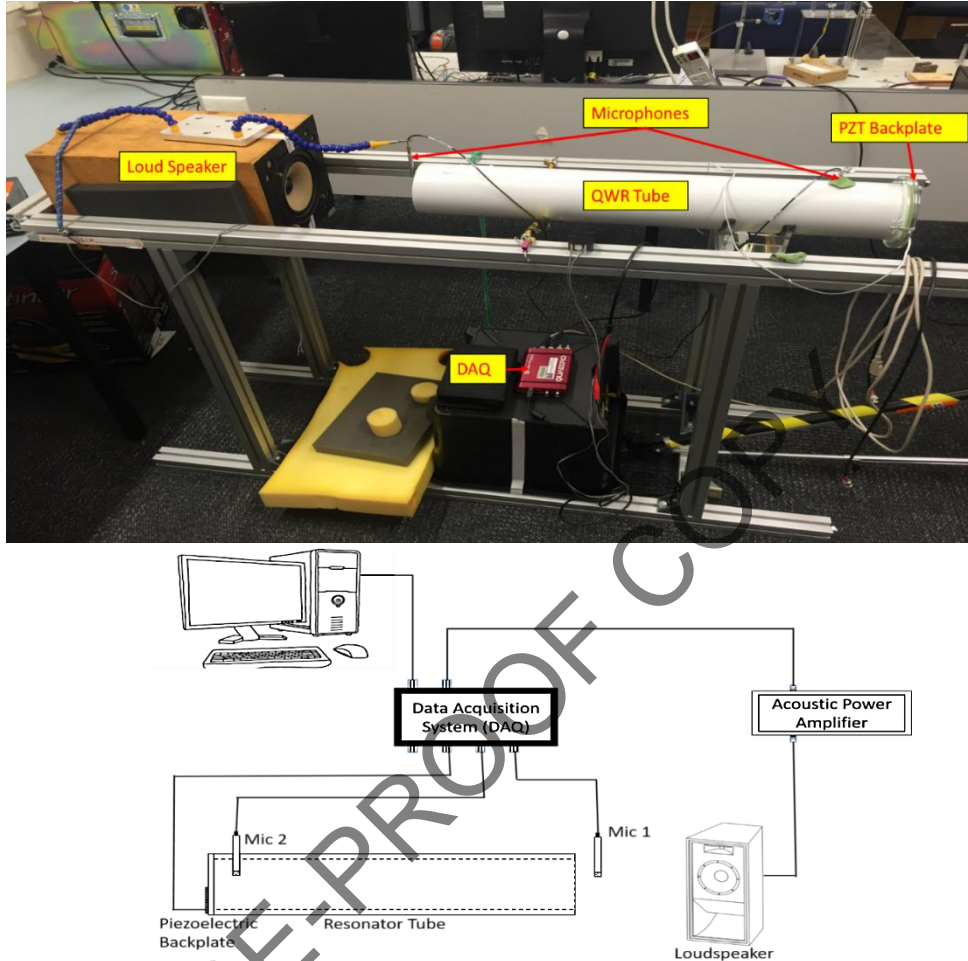 Microphones
PZT Backplate
Loud Speaker
QWR Tube
DAQ
Data Acquisition
System (DAQ)
Acoustic Power
Amplifier
Mic 2
Mic 1
Piezoelectric
Backplate
Resonator Tube
Loudspeaker
E-PROOF COPY